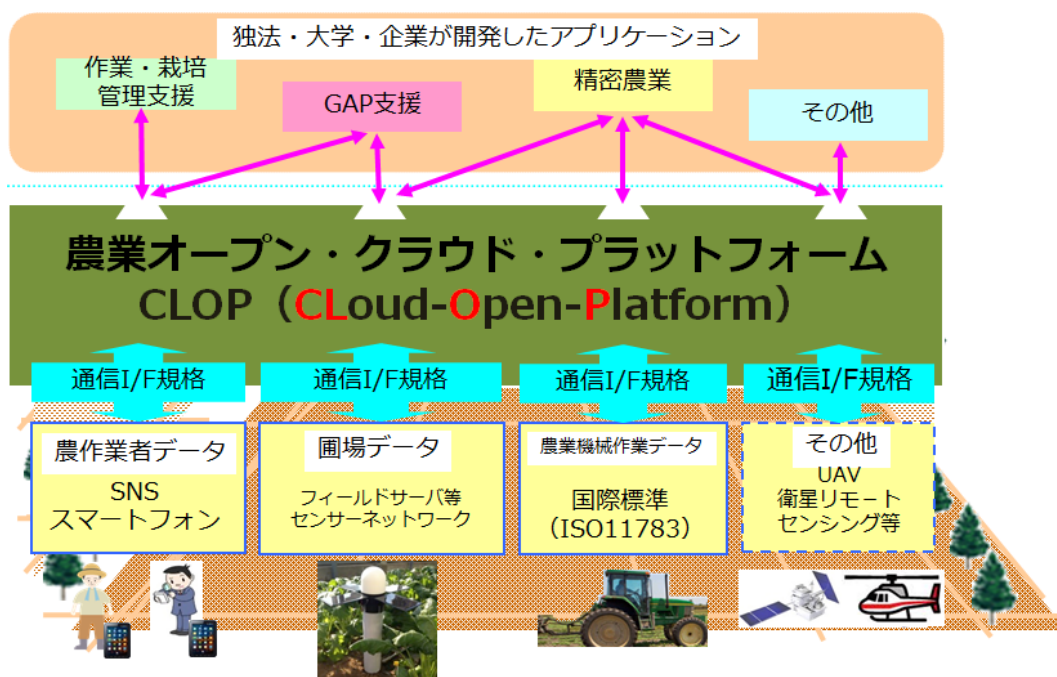 独法・大学・企業が開発したアプリケーション
作業・栽培
管理支援
GAP支援
精密農業
その他
農業オープン・クラウド・プラットフォーム
CLOP（CLoud-Open-Platform）
通信I/F規格
通信I/F規格
通信I/F規格
通信I/F規格
農作業者データ
SNS
スマートフォン
圃場データ
フィールドサーバ等
センサーネットワーク
農業機械作業データ
国際標準
（ISO11783）
その他
UAV
衛星リモート
センシング等